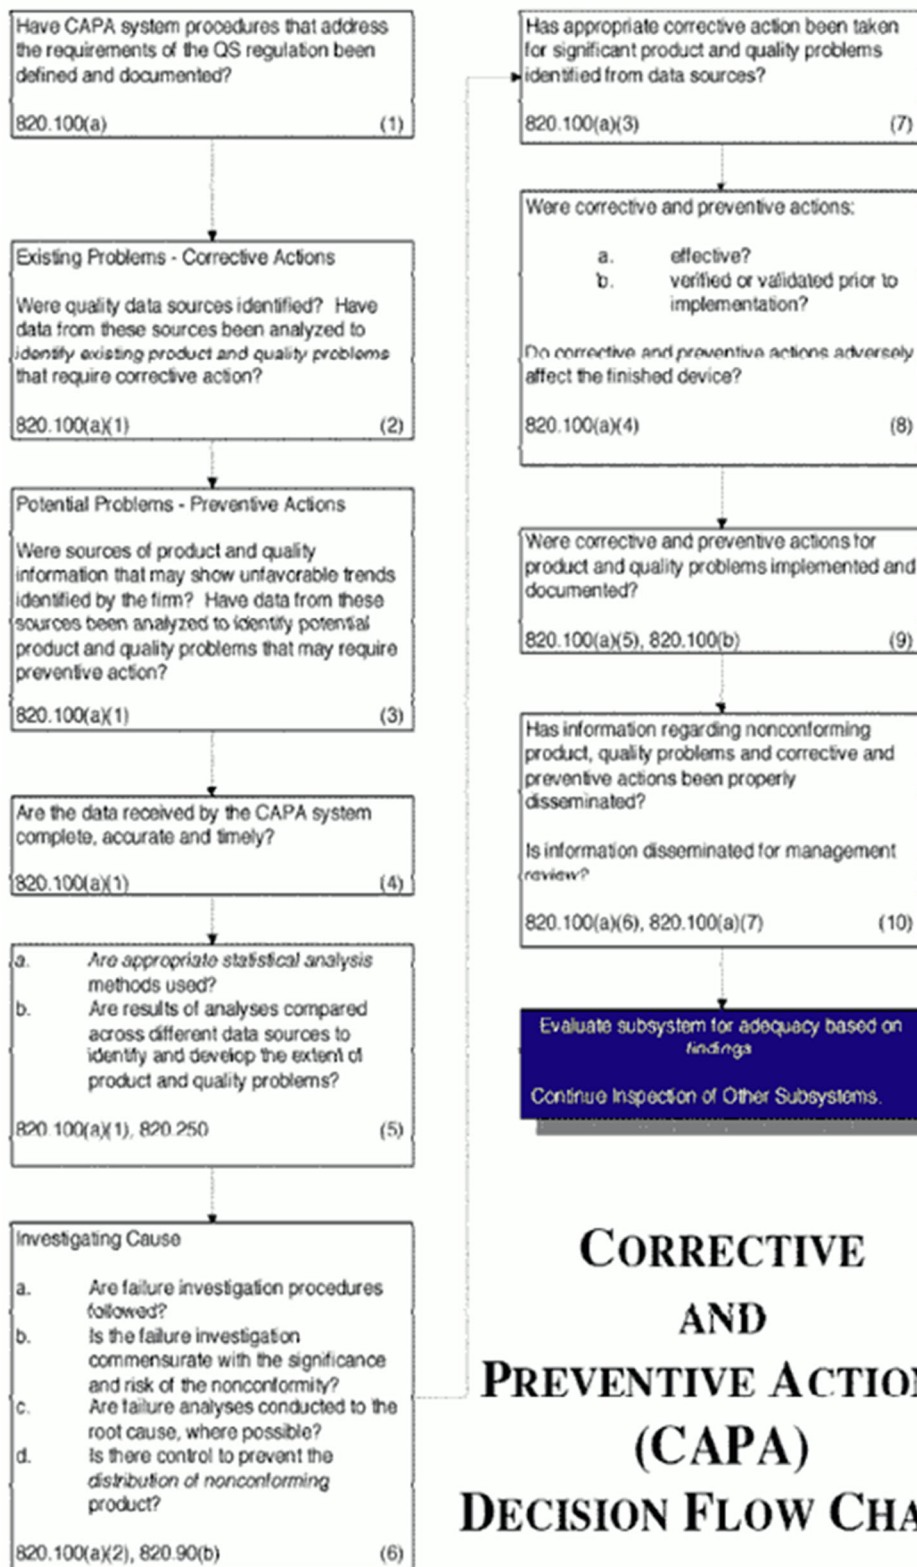 Have CAPA system procedures that address
the requirements of the QS regulation been
defined and documented?
820.100(a) (1)
Existing Problems - Corrective Actions
Were quality data sources identified? Have
data from these sources been analyzed to
identify existing product and quality problems
that require corrective action?
820.100(a)(1) (2)
Potential Problems - Preventive Actions
Were sources of product and quality
information that may show unfavorable trends
identified by the firm? Have data from these
sources been analyzed to identify potential
product and quality problems that may require
preventive action?
820.100(a)(1) (3)
Are the data received by the CAPA system
complete, accurate and timely?
820.100(a)(1) (4)
a. Are appropriate statistical analysis
methods used?
b. Are results of analyses compared
across different data sources to
identify and develop the extent of
product and quality problems?
820.100(a)(1), 820.250 (5)
Investigating Cause
a. Are failure investigation procedures
followed?
b. Is the failure investigation
commensurate with the significance
and risk of the nonconformity?
c. Are failure analyses conducted to the
root cause, where possible?
d. Is there control to prevent the
distribution of nonconforming
product?
820.100(a)(2), 820.90(b) (6)
Has appropriate corrective action been taken
for significant product and quality problems
identified from data sources?
820.100(a)(3) (7)
Were corrective and preventive actions:
a. effective?
b. verified or validated prior to
implementation?
Do corrective and preventive actions adversely
affect the finished device?
820.100(a)(4) (8)
Were corrective and preventive actions for
product and quality problems implemented and
documented?
820.100(a)(5), 820.100(b) (9)
Has information regarding nonconforming
product, quality problems and corrective and
preventive actions been properly
disseminated?
Is information disseminated for management
review?
820.100(a)(6), 820.100(a)(7) (10)
Evaluate subsystem for adequacy based on
findings
Continue Inspection of Other Subsystems.
CORRECTIVE
AND
PREVENTIVE ACTION
(CAPA)
DECISION FLOW CHA